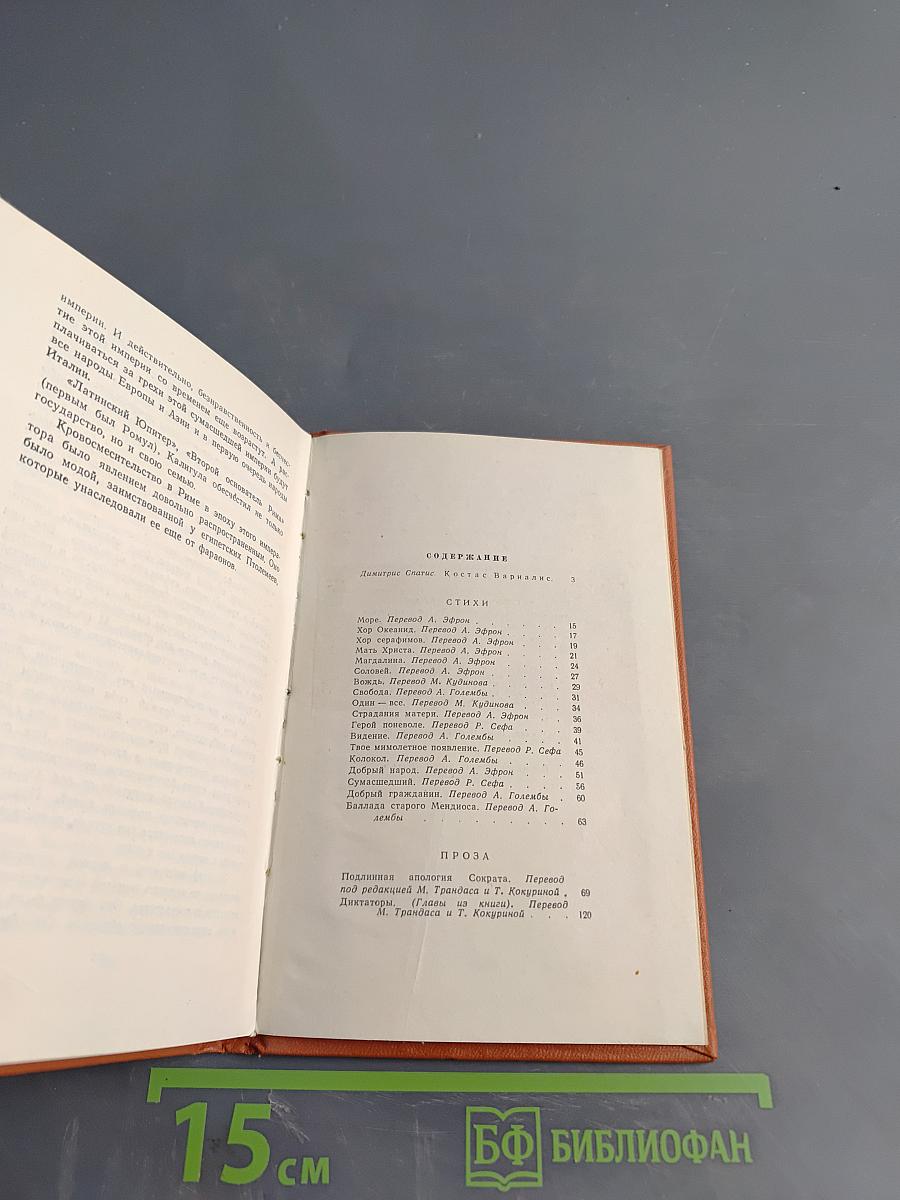 империи. И действительно, безнравственность и бесчес-
тие этой империи со временем еще возрастут. А рас-
плачиваться за грехи этой сумасшедшей империи будут
все народы Европы и Азии и в первую очередь народы
Италии.
«Латинский Юпитер», «Второй основатель Рима»
(первым был Ромул), Калигула обесчестил не только
государство, но и свою семью.
Кровосмесительство в Риме в эпоху этого импера-
тора было явлением довольно распространенным. Оно
было модой, заимствованной у египетских Птолемеев,
которые унаследовали ее еще от фараонов.
СОДЕРЖАНИЕ
Димитрис Спатис. Костас Варналис. 3
СТИХИ
Море. Перевод А. Эфрон . . . . . . 15
Хор Океанид. Перевод А. Эфрон . . . . 17
Хор серафимов. Перевод А. Эфрон . . . 19
Мать Христа. Перевод А. Эфрон . . . . 21
Магдалина. Перевод А. Эфрон . . . . 24
Соловей. Перевод А. Эфрон . . . . . 27
Вождь. Перевод М. Кудинова . . . . . 29
Свобода. Перевод А. Голембы . . . . . 31
Один — все. Перевод М. Кудинова . . . 34
Страдания матери. Перевод А. Эфрон . . 36
Герой поневоле. Перевод Р. Сефа . . . 39
Видение. Перевод А. Голембы . . . . 41
Твое мимолетное появление. Перевод Р. Сефа 45
Колокол. Перевод А. Голембы . . . . 46
Добрый народ. Перевод А. Эфрон . . . 51
Сумасшедший. Перевод Р. Сефа . . . . 56
Добрый гражданин. Перевод А. Голембы . 60
Баллада старого Мендиоса. Перевод А. Го-
лембы . . . . . . . . . 63
ПРОЗА
Подлинная апология Сократа. Перевод
под редакцией М. Трандаса и Т. Кокуриной . 69
Диктаторы. (Главы из книги). Перевод
М. Трандаса и Т. Кокуриной . . . 120
15 см
БФ БИБЛИОФАН